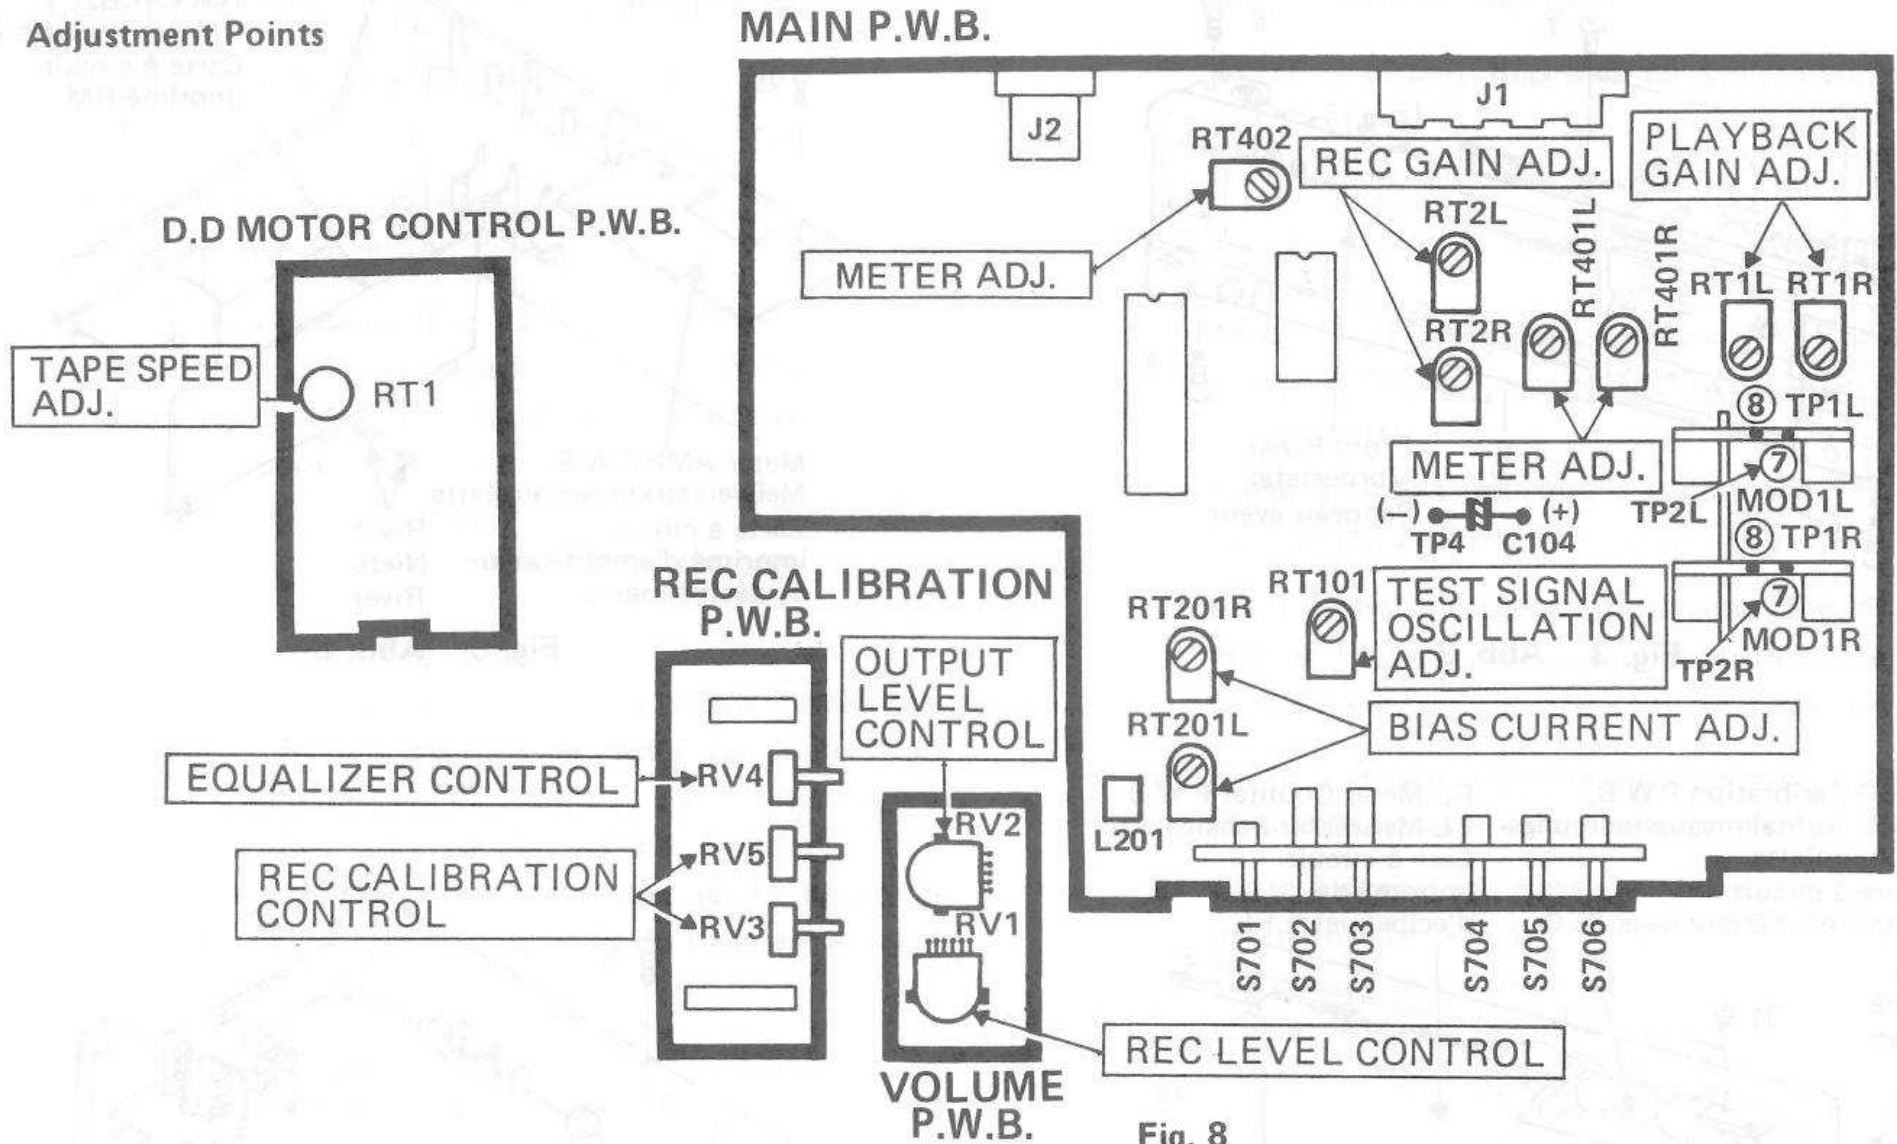 Adjustment Points
MAIN P.W.B.
J2
J1
RT402
REC GAIN ADJ.
PLAYBACK
GAIN ADJ.
D.D MOTOR CONTROL P.W.B.
METER ADJ.
RT2L
RT401L
RT401R
RT1L RT1R
RT2R
TAPE SPEED
ADJ.
RT1
8 TP1L
METER ADJ.
7
TP2L MOD1L
(−) (+)
TP4 C104
8 TP1R
7
MOD1R
TP2R
REC CALIBRATION
P.W.B.
RT201R
RT101
TEST SIGNAL
OSCILLATION
ADJ.
OUTPUT
LEVEL
CONTROL
RT201L
BIAS CURRENT ADJ.
EQUALIZER CONTROL
RV4
RV2
L201
REC CALIBRATION
CONTROL
RV5
RV3
RV1
S701
S702
S703
S704
S705
S706
REC LEVEL CONTROL
VOLUME
P.W.B.
Fig. 8